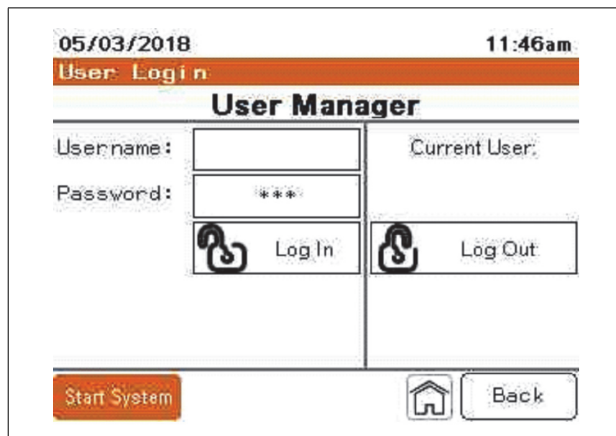 05/03/2018 11:46am
User Login
User Manager
Username: Current User:
Password: ***
Log In Log Out
Start System Back